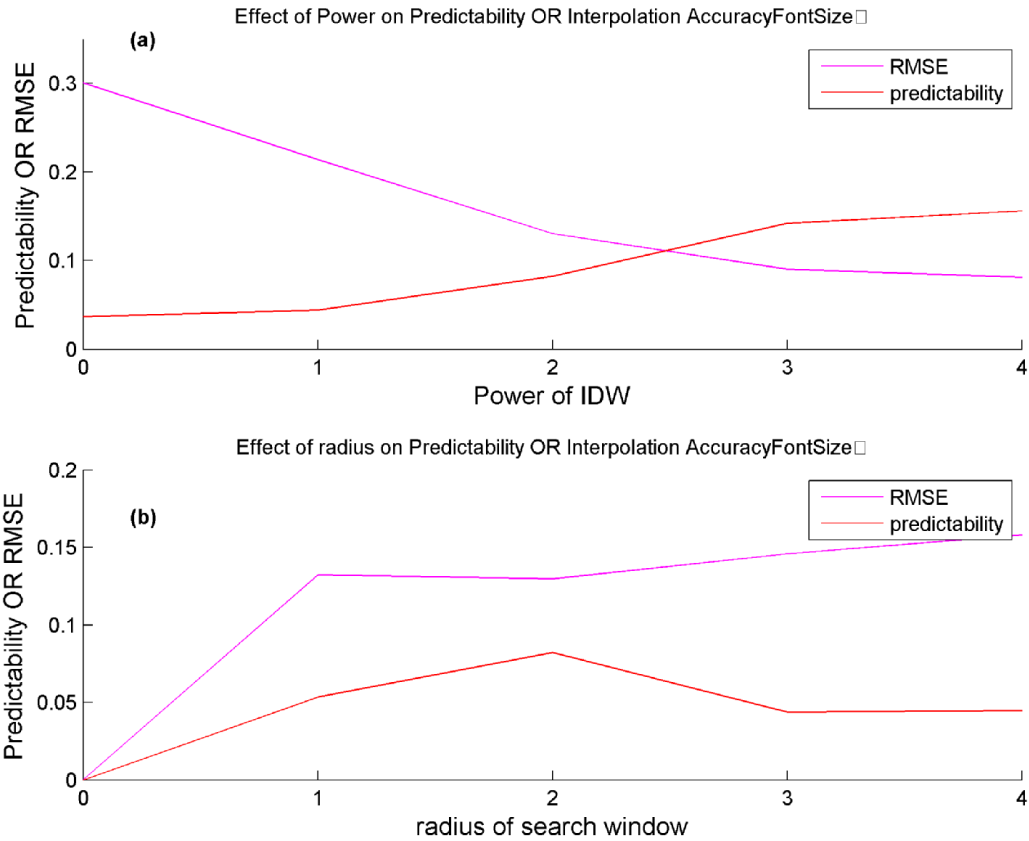 Effect of Power on Predictability OR Interpolation AccuracyFontSize□
(a)
RMSE
predictability
Predictability OR RMSE
0.3
0.2
0.1
0
0 1 2 3 4
Power of IDW
Effect of radius on Predictability OR Interpolation AccuracyFontSize□
(b)
RMSE
predictability
Predictability OR RMSE
0.2
0.15
0.1
0.05
0
0 1 2 3 4
radius of search window